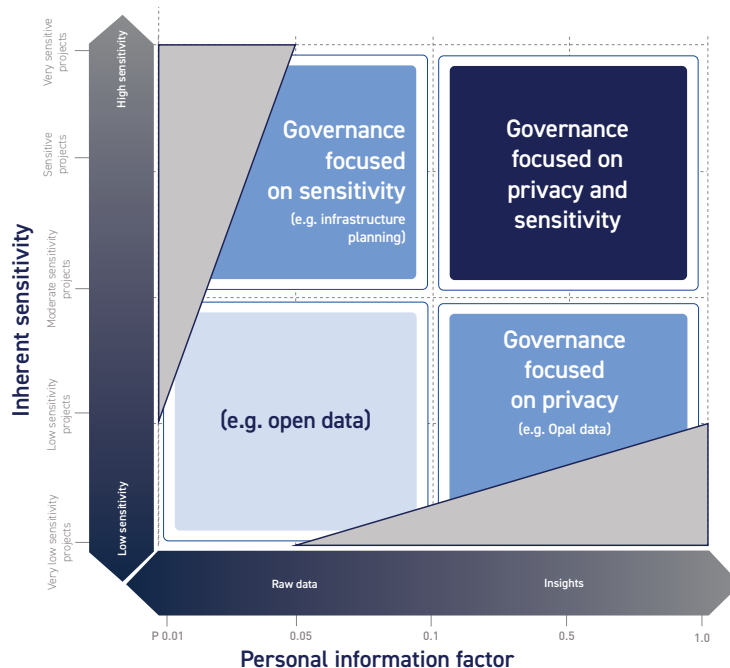 Very sensitive
projects
Sensitive
projects
Moderate sensitivity
projects
Low sensitivity
projects
Very low sensitivity
projects
Inherent sensitivity
High sensitivity
Low sensitivity
Governance
focused
on sensitivity
(e.g. infrastructure
planning)
Governance
focused on
privacy and
sensitivity
(e.g. open data)
Governance
focused
on privacy
(e.g. Opal data)
Raw data
Insights
P 0.01
0.05
0.1
0.5
1.0
Personal information factor